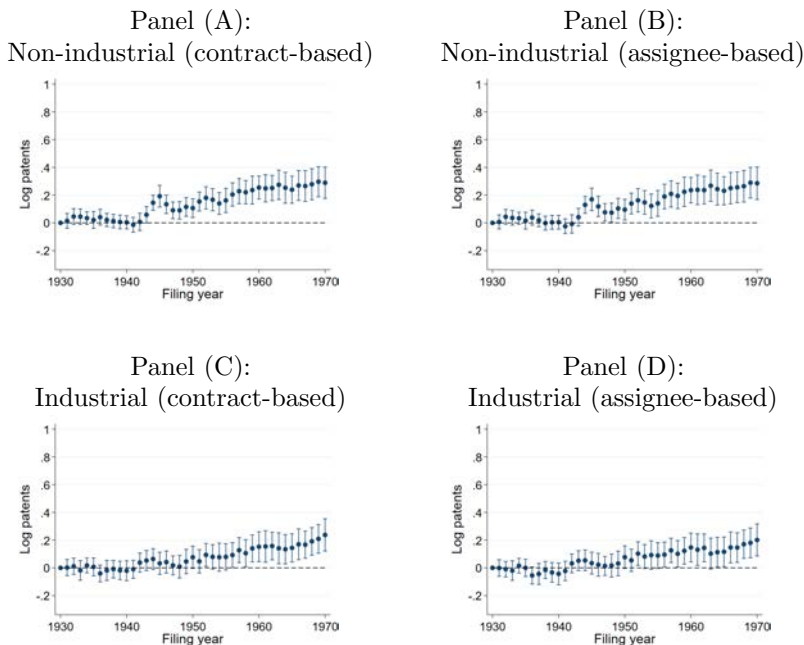 Panel (A):
Non-industrial (contract-based)
1
.8
.6
.4
.2
0
-.2
Log patents
1930 1940 1950 1960 1970
Filing year
Panel (B):
Non-industrial (assignee-based)
1
.8
.6
.4
.2
0
-.2
Log patents
1930 1940 1950 1960 1970
Filing year
Panel (C):
Industrial (contract-based)
1
.8
.6
.4
.2
0
-.2
Log patents
1930 1940 1950 1960 1970
Filing year
Panel (D):
Industrial (assignee-based)
1
.8
.6
.4
.2
0
-.2
Log patents
1930 1940 1950 1960 1970
Filing year